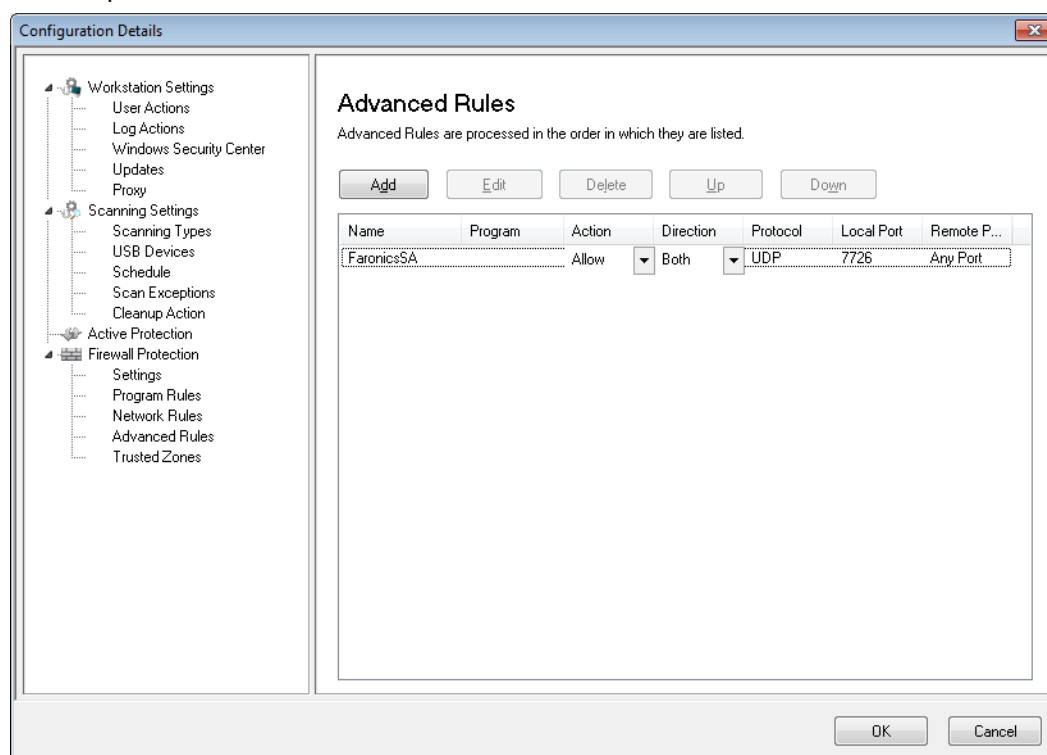 Configuration Details
Workstation Settings
User Actions
Log Actions
Windows Security Center
Updates
Proxy
Scanning Settings
Scanning Types
USB Devices
Schedule
Scan Exceptions
Cleanup Action
Active Protection
Firewall Protection
Settings
Program Rules
Network Rules
Advanced Rules
Trusted Zones
Advanced Rules
Advanced Rules are processed in the order in which they are listed.
Add Edit Delete Up Down
Name Program Action Direction Protocol Local Port Remote P...
FaronicsSA Allow Both UDP 7726 Any Port
OK Cancel